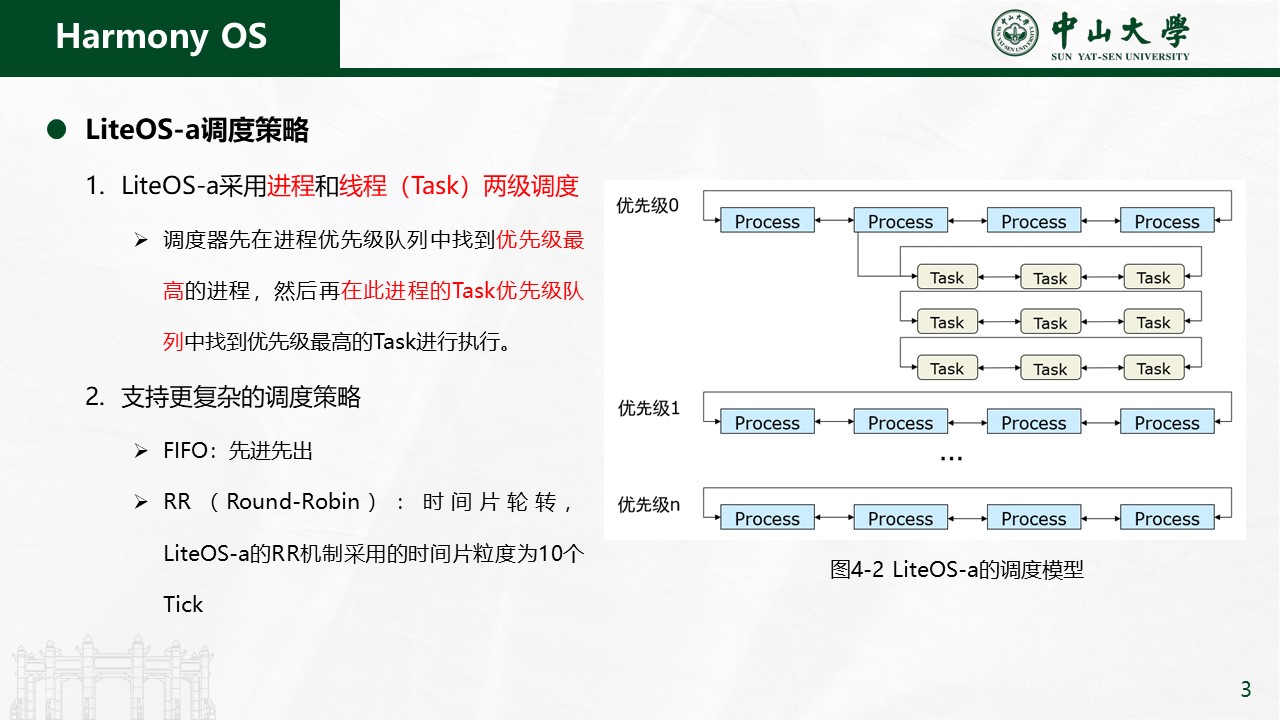 Harmony OS
中山大學
SUN YAT-SEN UNIVERSITY
LiteOS-a调度策略
1. LiteOS-a采用进程和线程（Task）两级调度
调度器先在进程优先级队列中找到优先级最
高的进程，然后再在此进程的Task优先级队
列中找到优先级最高的Task进行执行。
2. 支持更复杂的调度策略
FIFO：先进先出
RR（Round-Robin）：时间片轮转，
LiteOS-a的RR机制采用的时间片粒度为10个
Tick
优先级0
Process Process Process Process
Task Task Task
Task Task Task
Task Task Task
优先级1
Process Process Process Process
...
优先级n
Process Process Process Process
图4-2 LiteOS-a的调度模型
3